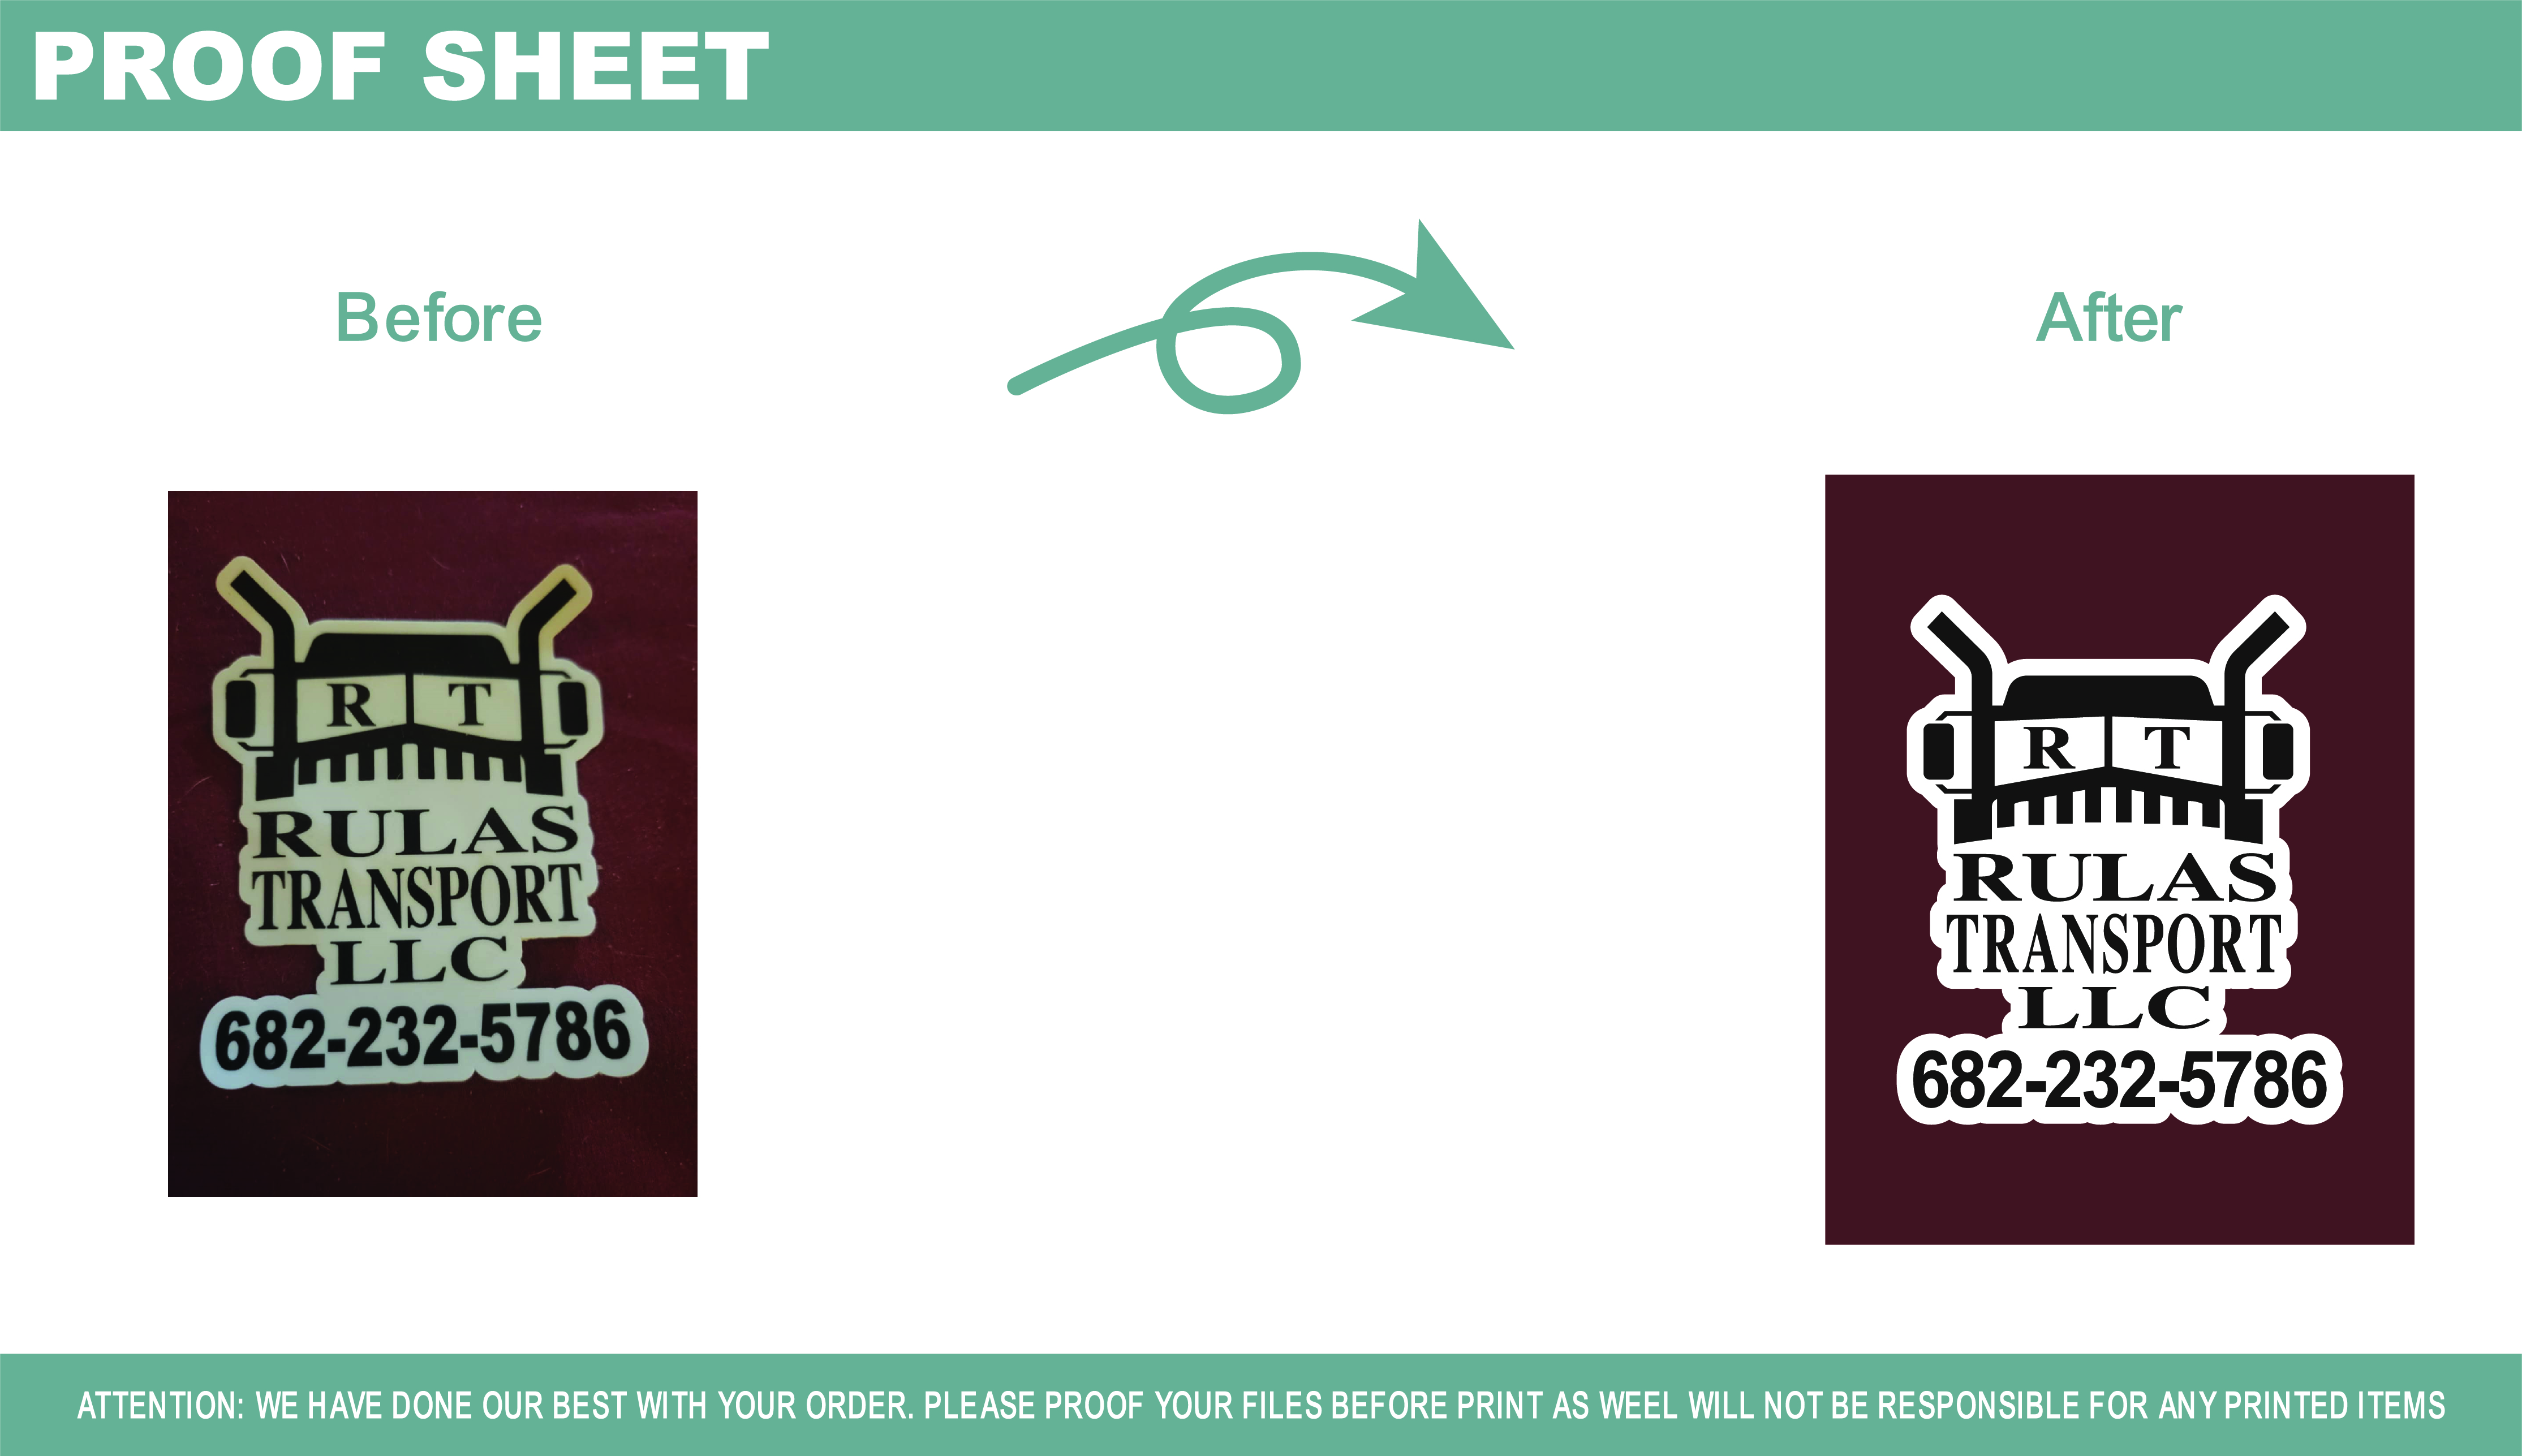 PROOF SHEET
Before
After
R T
RULAS
TRANSPORT
LLC
682-232-5786
R T
RULAS
TRANSPORT
LLC
682-232-5786
ATTENTION: WE HAVE DONE OUR BEST WITH YOUR ORDER. PLEASE PROOF YOUR FILES BEFORE PRINT AS WEEL WILL NOT BE RESPONSIBLE FOR ANY PRINTED ITEMS